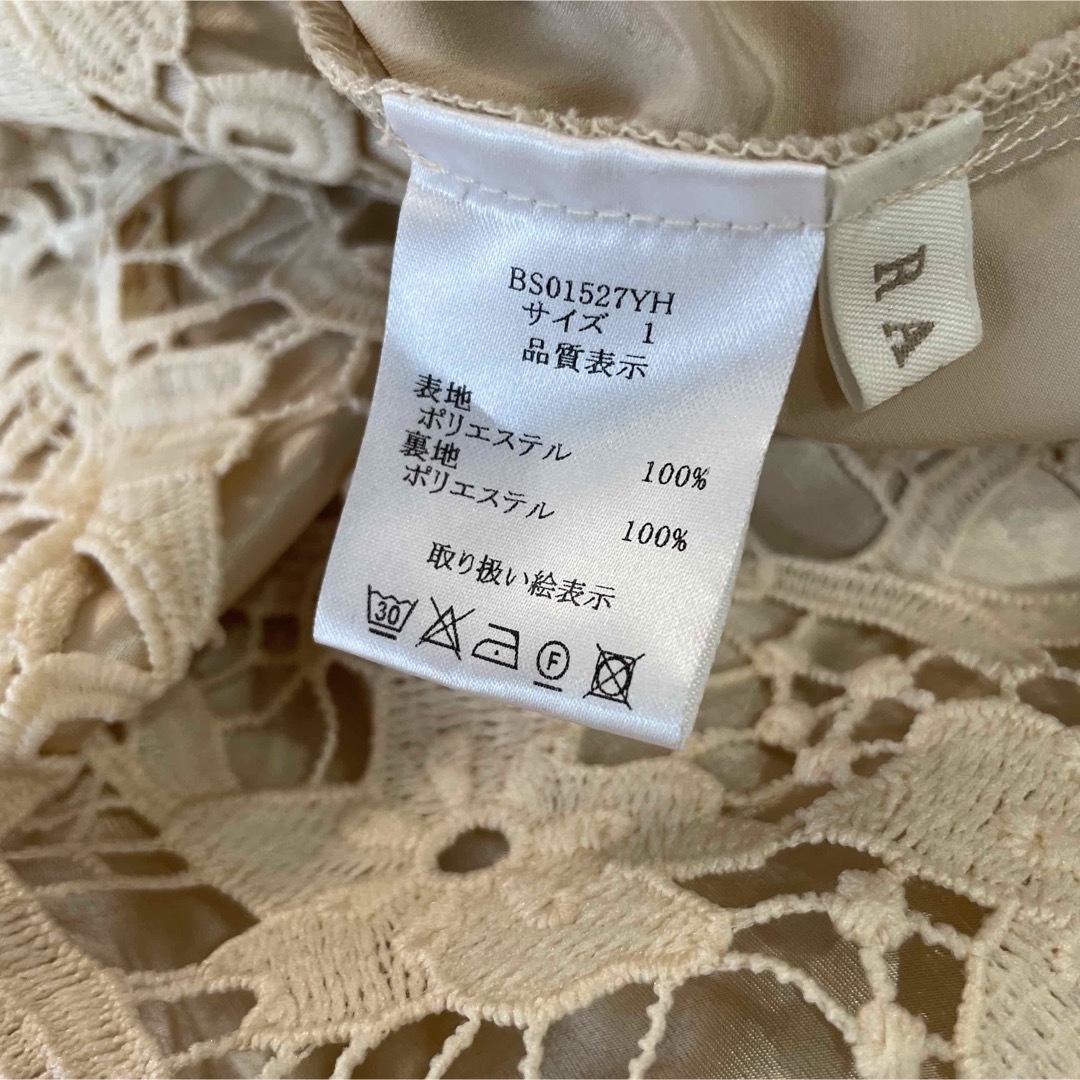 BS01527YH
サイズ 1
品質表示
表地
ポリエステル 100%
裏地
ポリエステル 100%
取り扱い絵表示
30
F
RA